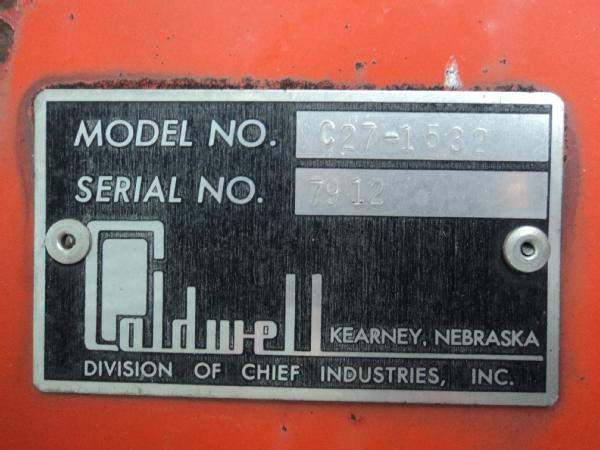 MODEL NO. C27-1532
SERIAL NO. 7912
Caldwell
KEARNEY, NEBRASKA
DIVISION OF CHIEF INDUSTRIES, INC.